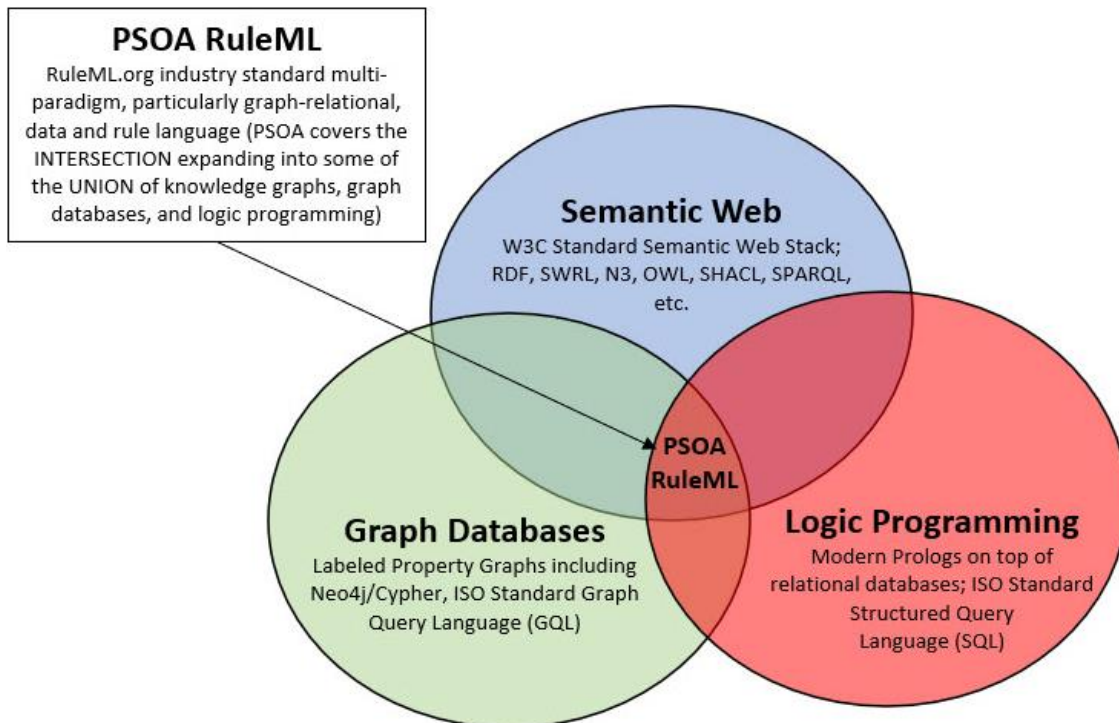 PSOA RuleML
RuleML.org industry standard multi-
paradigm, particularly graph-relational,
data and rule language (PSOA covers the
INTERSECTION expanding into some of
the UNION of knowledge graphs, graph
databases, and logic programming)
Semantic Web
W3C Standard Semantic Web Stack;
RDF, SWRL, N3, OWL, SHACL, SPARQL,
etc.
PSOA
RuleML
Graph Databases
Labeled Property Graphs including
Neo4j/Cypher, ISO Standard Graph
Query Language (GQL)
Logic Programming
Modern Prologs on top of
relational databases; ISO Standard
Structured Query
Language (SQL)